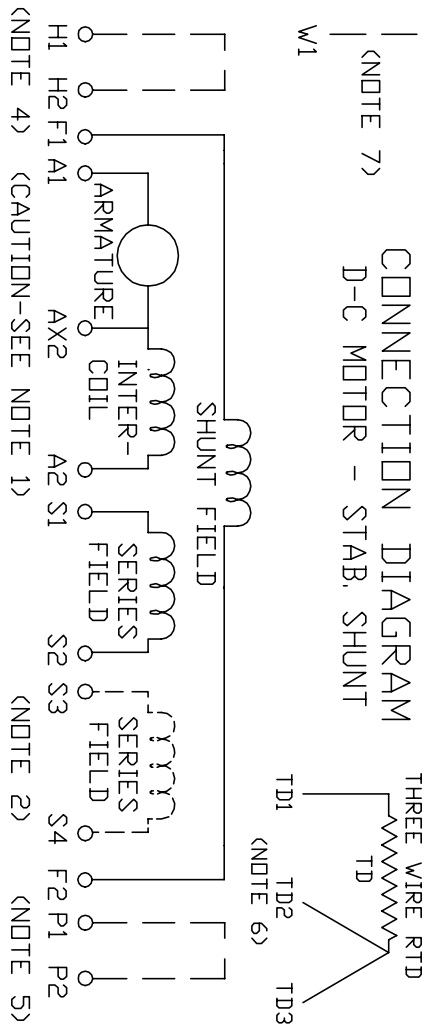 CONNECTION DIAGRAM
D-C MOTOR - STAB. SHUNT
W1
(NOTE 7)
THREE WIRE RTD
TD
TD1
TD2
TD3
(NOTE 6)
SHUNT FIELD
ARMATURE
INTER-
COIL
SERIES
FIELD
SERIES
FIELD
H1
H2
F1
A1
AX2
A2
S1
S2
S3
S4
F2
P1
P2
(NOTE 4)
(CAUTION-SEE NOTE 1)
(NOTE 2)
(NOTE 5)